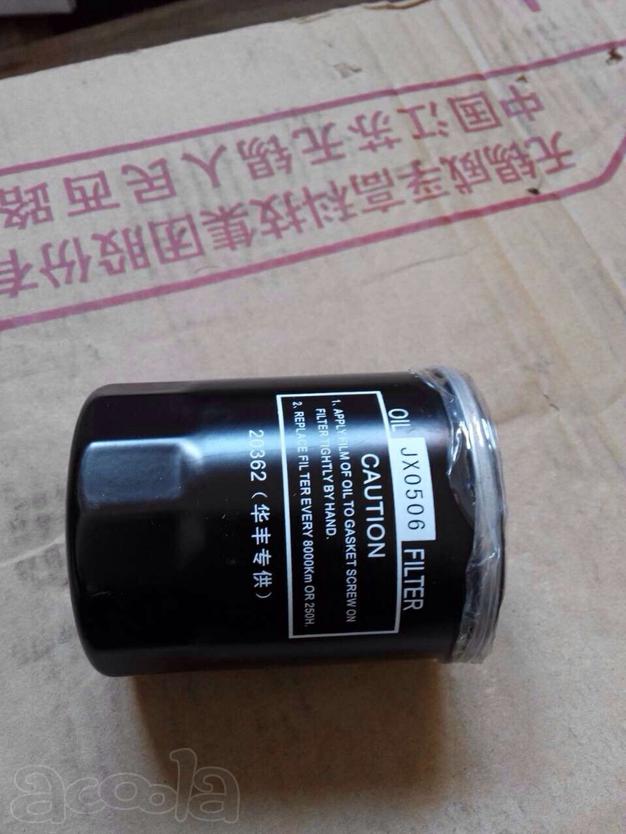 中国江苏无锡人民西路
无锡威孚高科技集团股份有
OIL JX0506 FILTER
CAUTION
1. APPLY FILM OF OIL TO GASKET SCREW ON
FILTER TIGHTLY BY HAND.
2. REPLACE FILTER EVERY 8000Km OR 250H.
20362（华丰专供）
acoola